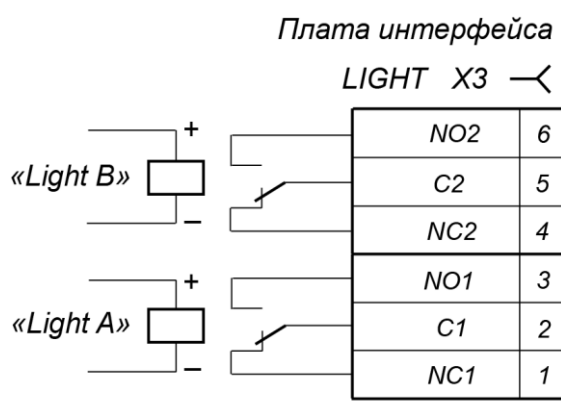 Плата интерфейса
LIGHT X3
+
NO2 6
«Light B»
C2 5
–
NC2 4
+
NO1 3
«Light A»
C1 2
–
NC1 1